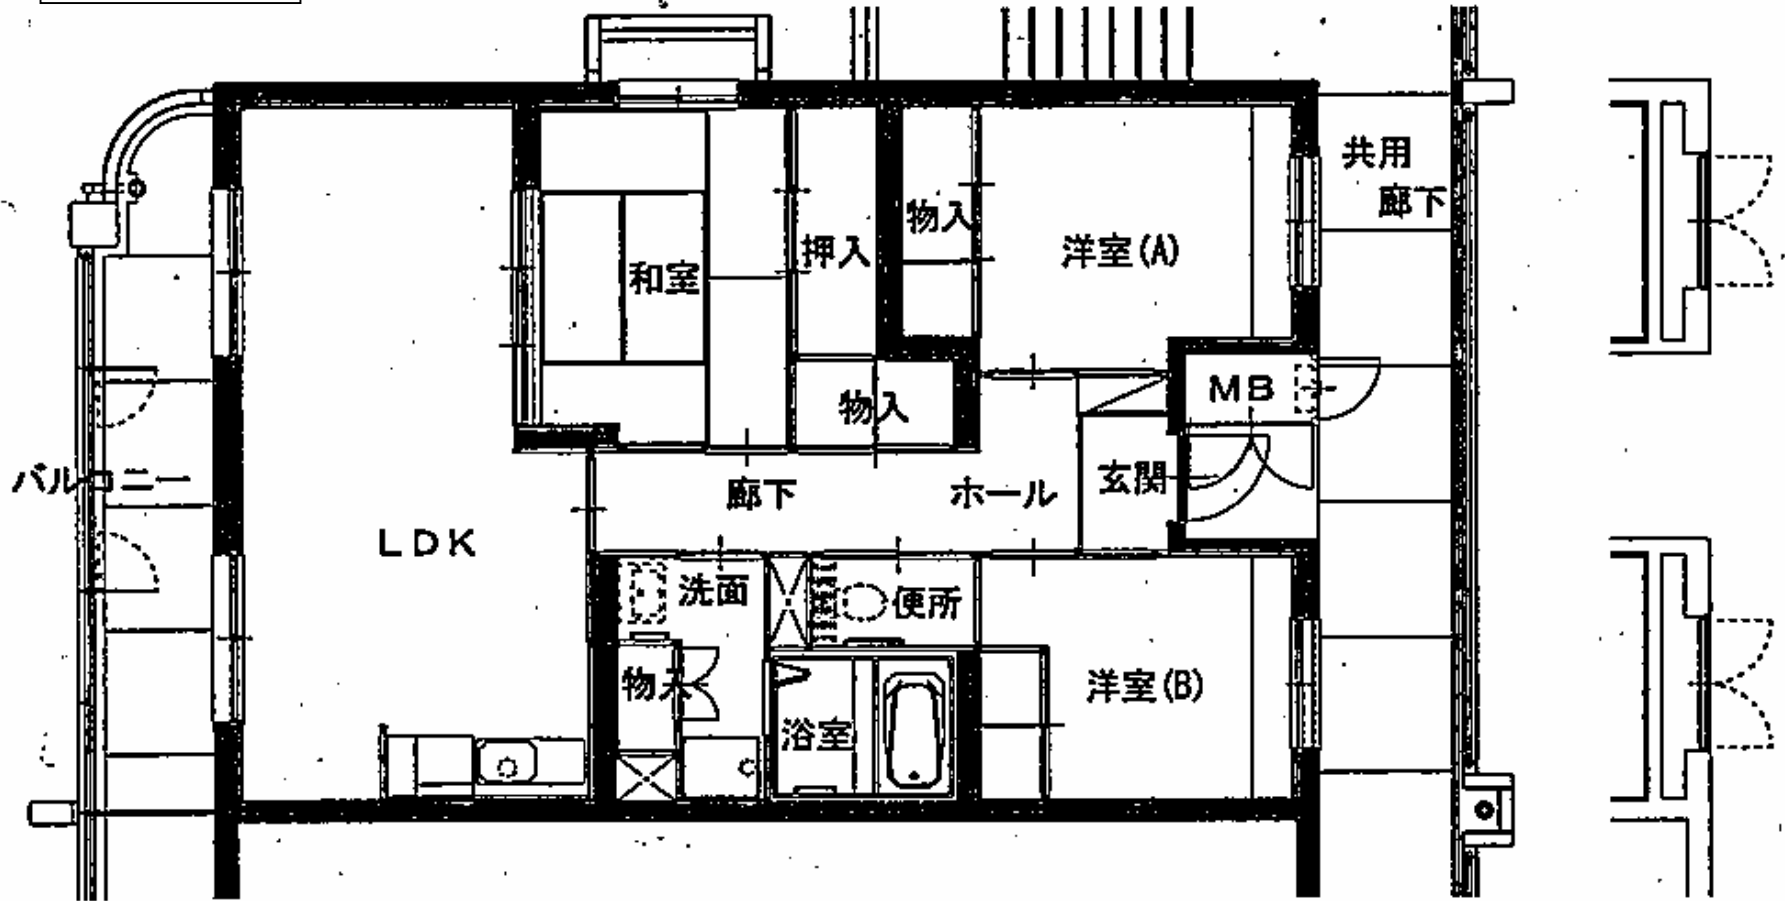 共用
廊下
物入
押入
洋室(A)
和室
物入
MB
バルコニー
玄関
廊下
ホール
LDK
洗面
便所
物入
洋室(B)
浴室